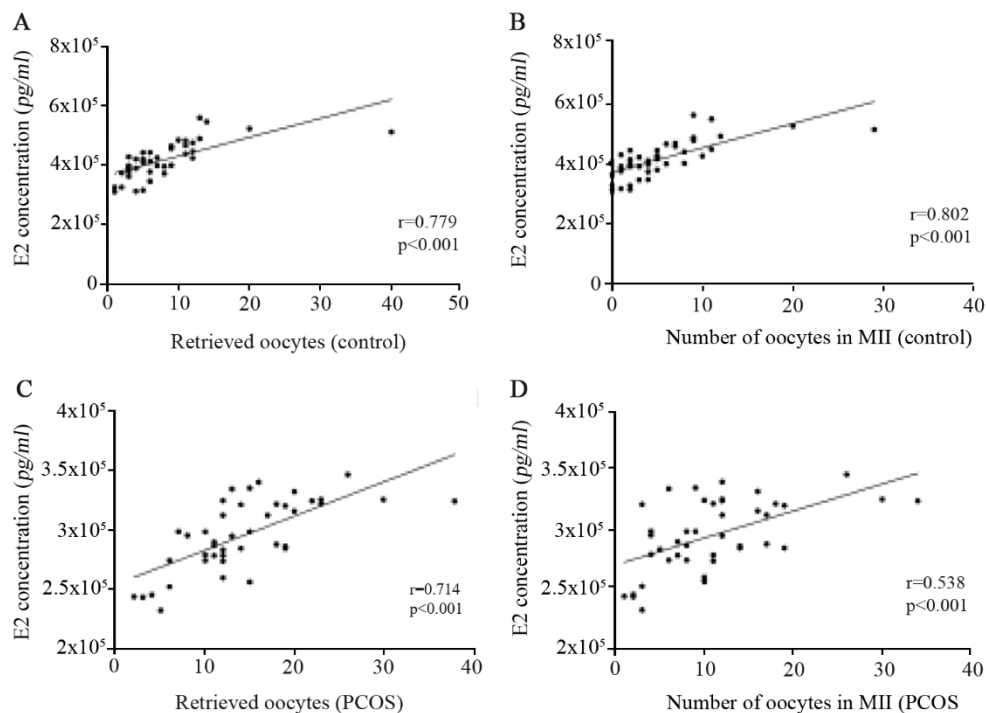 A
E2 concentration (pg/ml)
8x10⁵
6x10⁵
4x10⁵
2x10⁵
0
r=0.779
p<0.001
0 10 20 30 40 50
Retrieved oocytes (control)
B
E2 concentration (pg/ml)
8x10⁵
6x10⁵
4x10⁵
2x10⁵
0
r=0.802
p<0.001
0 10 20 30 40
Number of oocytes in MII (control)
C
E2 concentration (pg/ml)
4x10⁵
3.5x10⁵
3x10⁵
2.5x10⁵
2x10⁵
r=0.714
p<0.001
0 10 20 30 40
Retrieved oocytes (PCOS)
D
E2 concentration (pg/ml)
4x10⁵
3.5x10⁵
3x10⁵
2.5x10⁵
2x10⁵
r=0.538
p<0.001
0 10 20 30 40
Number of oocytes in MII (PCOS